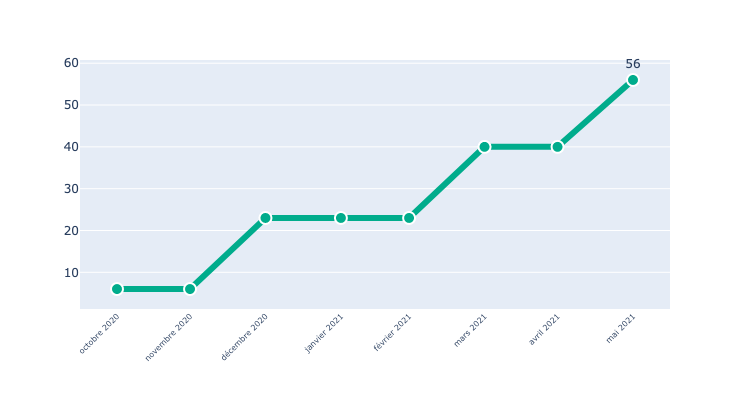 60
56
50
40
30
20
10
octobre 2020
novembre 2020
décembre 2020
janvier 2021
février 2021
mars 2021
avril 2021
mai 2021